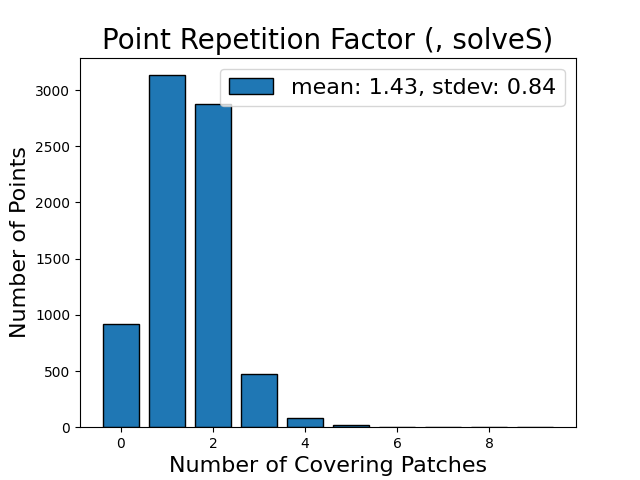 Point Repetition Factor (, solveS)
mean: 1.43, stdev: 0.84
Number of Points
3000
2500
2000
1500
1000
500
0
0 2 4 6 8
Number of Covering Patches